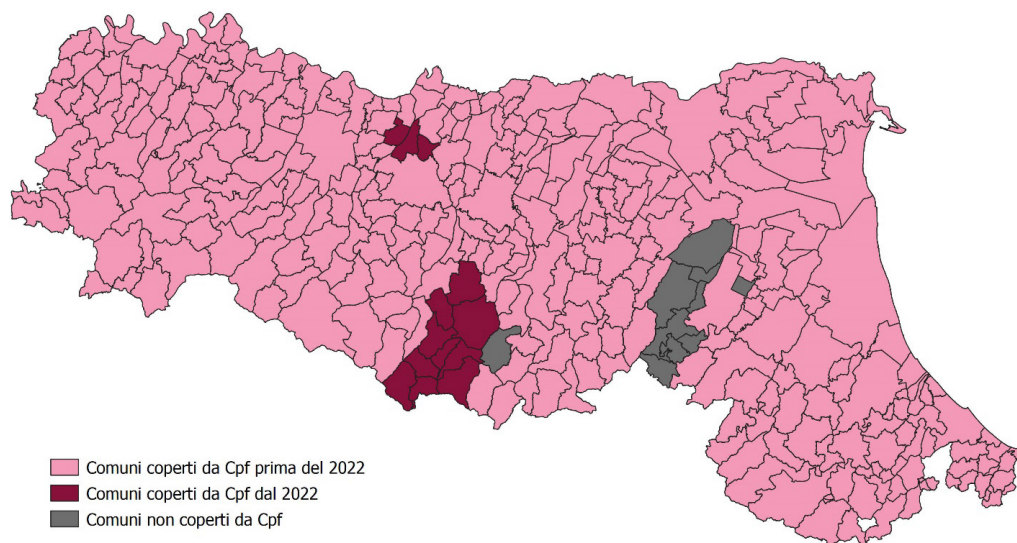 Comuni coperti da Cpf prima del 2022
Comuni coperti da Cpf dal 2022
Comuni non coperti da Cpf